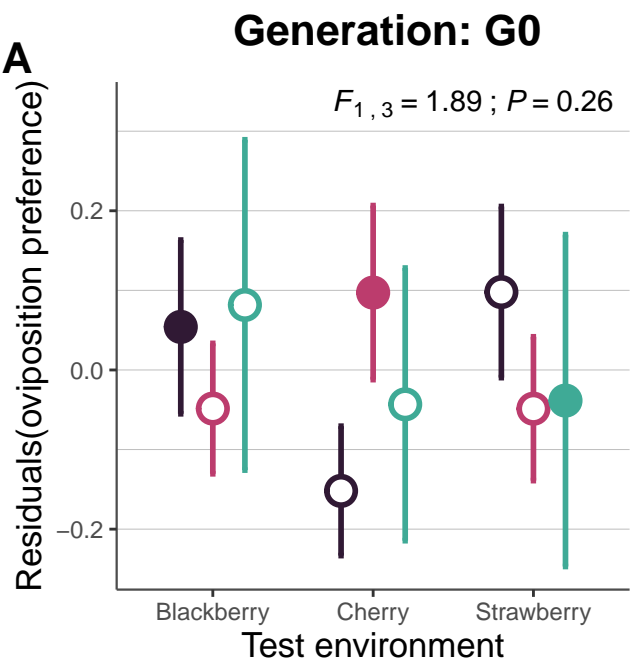 Generation: G0
A
F1 , 3 = 1.89 ; P = 0.26
Residuals(oviposition preference)
0.2
0.0
−0.2
Blackberry Cherry Strawberry
Test environment